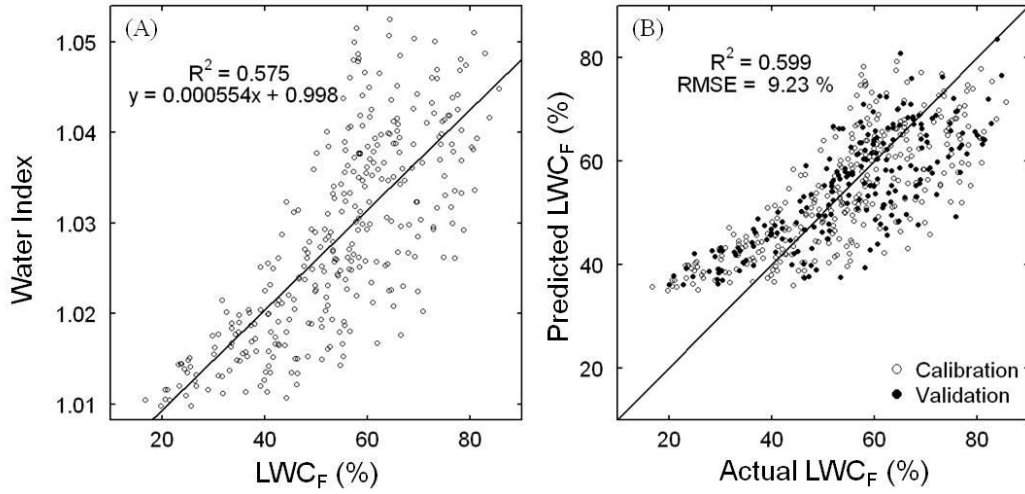 (A)
R² = 0.575
y = 0.000554x + 0.998
1.05
1.04
1.03
1.02
1.01
Water Index
20 40 60 80
LWC_F (%)
(B)
R² = 0.599
RMSE = 9.23 %
80
60
40
20
Predicted LWC_F (%)
Calibration
Validation
20 40 60 80
Actual LWC_F (%)